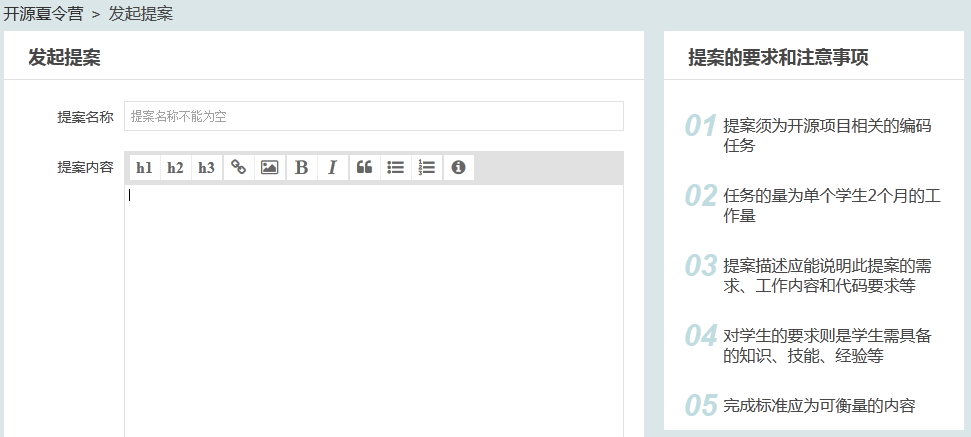 开源夏令营 > 发起提案
发起提案
提案名称
提案名称不能为空
提案内容
h1 h2 h3 B I
提案的要求和注意事项
01 提案须为开源项目相关的编码
任务
02 任务的量为单个学生2个月的工
作量
03 提案描述应能说明此提案的需
求、工作内容和代码要求等
04 对学生的要求则是学生需具备
的知识、技能、经验等
05 完成标准应为可衡量的内容